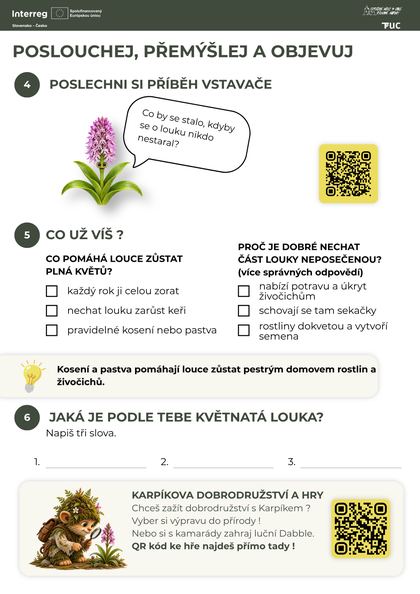 Interreg
Spolufinancovaný
Evropskou unií
Slovensko – Česko
TUC
POSLOUCHEJ, PŘEMÝŠLEJ A OBJEVUJ
4 POSLECHNI SI PŘÍBĚH VSTAVAČE
Co by se stalo, kdyby
se o louku nikdo
nestaral?
5 CO UŽ VÍŠ ?
CO POMÁHÁ LOUCE ZŮSTAT
PLNÁ KVĚTŮ?
každý rok ji celou zorat
nechat louku zarůst keři
pravidelné kosení nebo pastva
PROČ JE DOBRÉ NECHAT
ČÁST LOUKY NEPOSEČENOU?
(více správných odpovědí)
nabízí potravu a úkryt
živočichům
schovají se tam sekačky
rostliny dokvetou a vytvoří
semena
Kosení a pastva pomáhají louce zůstat pestrým domovem rostlin a
živočichů.
6 JAKÁ JE PODLE TEBE KVĚTNATÁ LOUKA?
Napiš tři slova.
1. 2. 3.
KARPÍKOVA DOBRODRUŽSTVÍ A HRY
Chceš zažít dobrodružství s Karpíkem ?
Vyber si výpravu do přírody !
Nebo si s kamarády zahraj luční Dabble.
QR kód ke hře najdeš přímo tady !